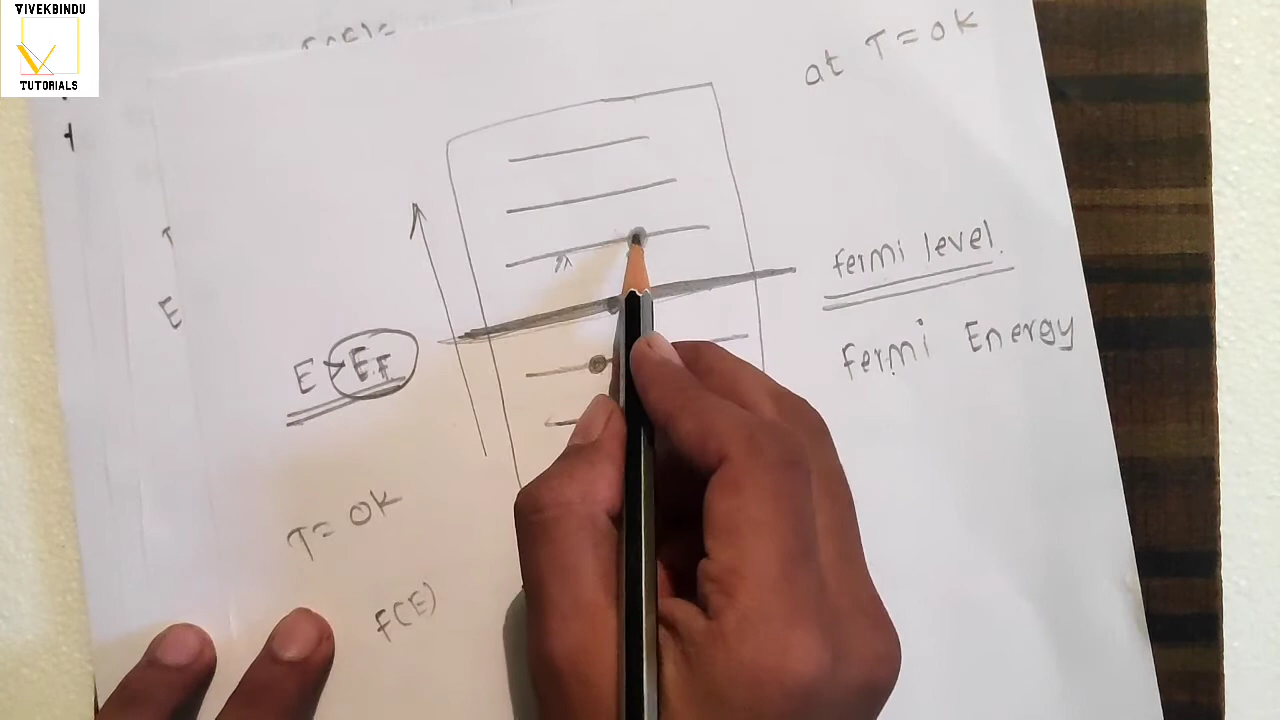 VIVEKBINDU
TUTORIALS
at T=0K
fermi level.
fermi Energy
E > EF
T=0K
F(E)
T
E